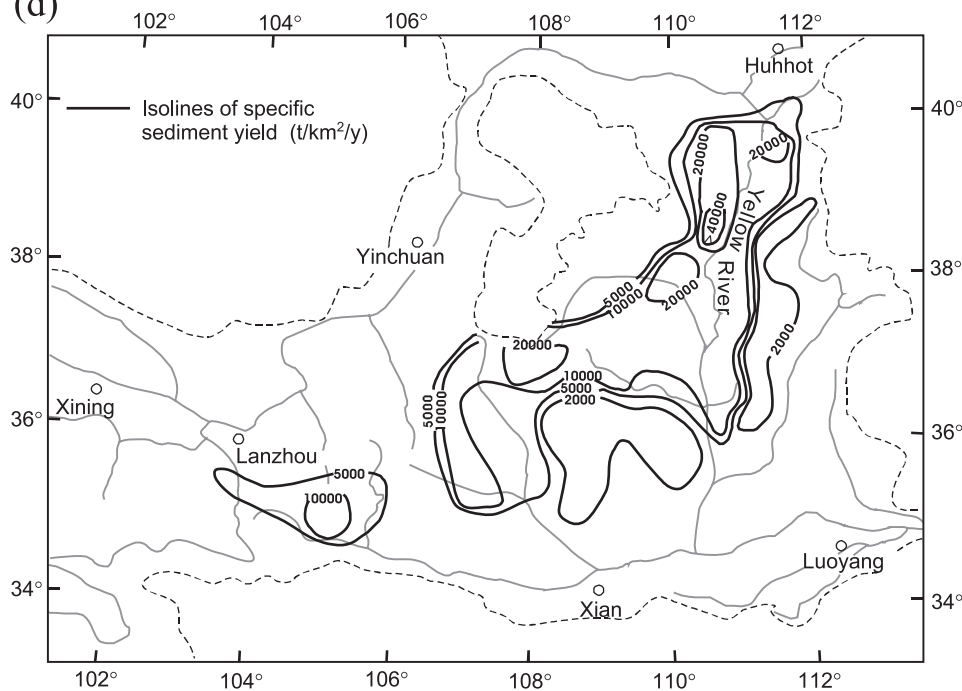 (d)
102° 104° 106° 108° 110° 112°
Huhhot
40° 40°
Isolines of specific
sediment yield (t/km²/y)
20000
20000
>40000
Yellow
River
38° 38°
Yinchuan
5000
10000
20000
2000
20000
10000
5000
2000
5000
10000
Xining
36° 36°
Lanzhou
5000
10000
Luoyang
34° 34°
Xian
102° 104° 106° 108° 110° 112°